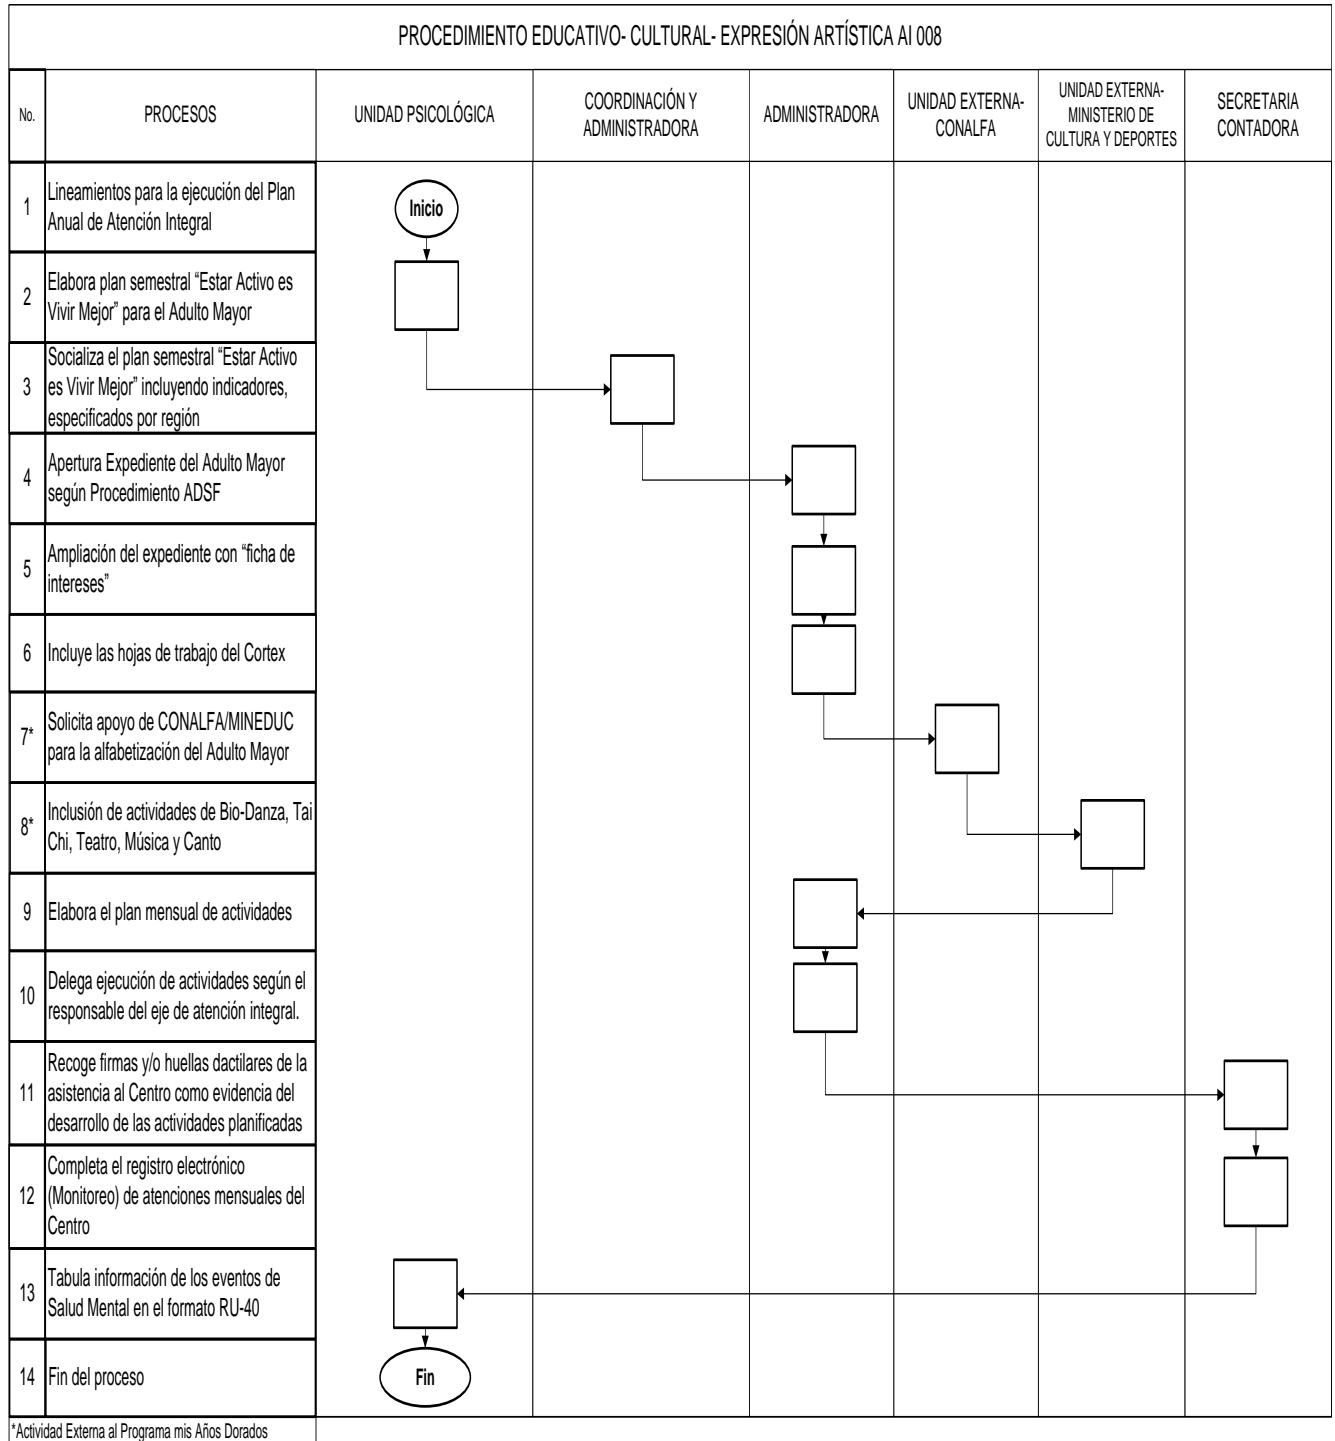 PROCEDIMIENTO EDUCATIVO- CULTURAL- EXPRESIÓN ARTÍSTICA AI 008
No.
PROCESOS
UNIDAD PSICOLÓGICA
COORDINACIÓN Y
ADMINISTRADORA
ADMINISTRADORA
UNIDAD EXTERNA-
CONALFA
UNIDAD EXTERNA-
MINISTERIO DE
CULTURA Y DEPORTES
SECRETARIA
CONTADORA
1
Lineamientos para la ejecución del Plan
Anual de Atención Integral
Inicio
2
Elabora plan semestral “Estar Activo es
Vivir Mejor” para el Adulto Mayor
3
Socializa el plan semestral “Estar Activo
es Vivir Mejor” incluyendo indicadores,
especificados por región
4
Apertura Expediente del Adulto Mayor
según Procedimiento ADSF
5
Ampliación del expediente con “ficha de
intereses”
6
Incluye las hojas de trabajo del Cortex
7*
Solicita apoyo de CONALFA/MINEDUC
para la alfabetización del Adulto Mayor
8*
Inclusión de actividades de Bio-Danza, Tai
Chi, Teatro, Música y Canto
9
Elabora el plan mensual de actividades
10
Delega ejecución de actividades según el
responsable del eje de atención integral.
11
Recoge firmas y/o huellas dactilares de la
asistencia al Centro como evidencia del
desarrollo de las actividades planificadas
12
Completa el registro electrónico
(Monitoreo) de atenciones mensuales del
Centro
13
Tabula información de los eventos de
Salud Mental en el formato RU-40
14
Fin del proceso
Fin
*Actividad Externa al Programa mis Años Dorados